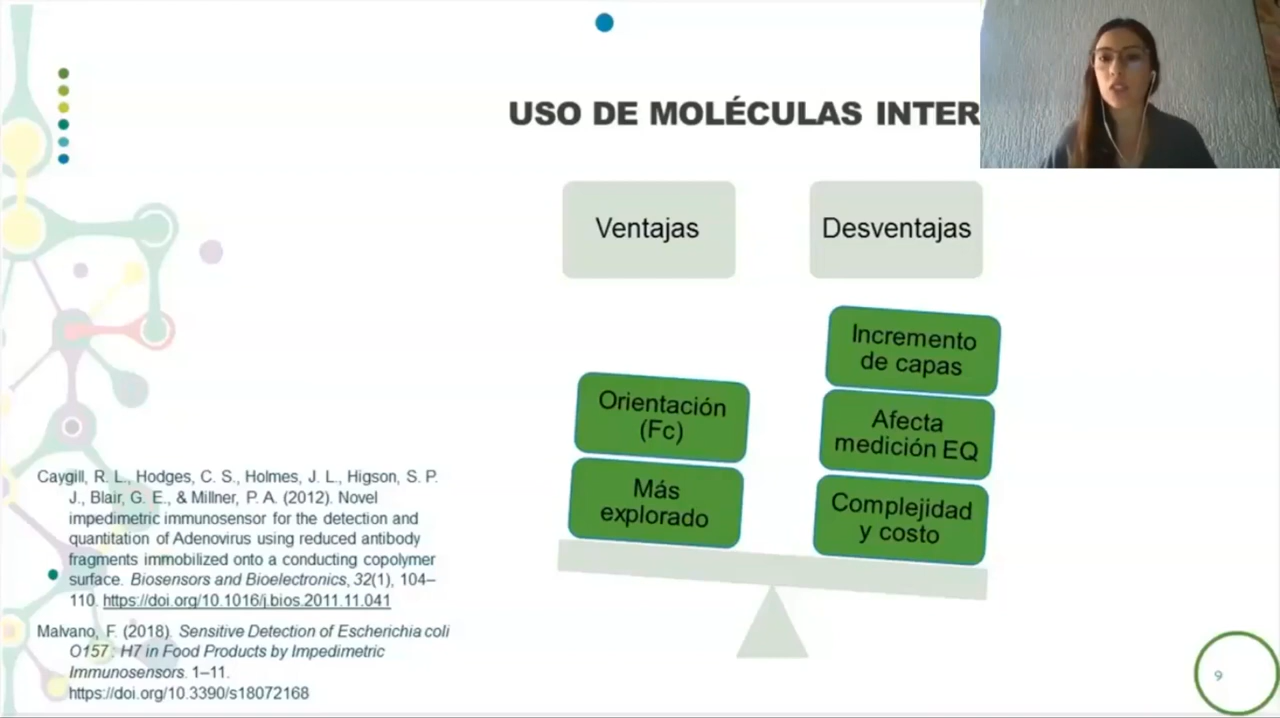 USO DE MOLÉCULAS INTER
Ventajas
Desventajas
Orientación
(Fc)
Más
explorado
Incremento
de capas
Afecta
medición EQ
Complejidad
y costo
Caygill, R. L., Hodges, C. S., Holmes, J. L., Higson, S. P.
J., Blair, G. E., & Millner, P. A. (2012). Novel
impedimetric immunosensor for the detection and
quantitation of Adenovirus using reduced antibody
fragments immobilized onto a conducting copolymer
surface. Biosensors and Bioelectronics, 32(1), 104–
110. https://doi.org/10.1016/j.bios.2011.11.041
Malvano, F. (2018). Sensitive Detection of Escherichia coli
O157 : H7 in Food Products by Impedimetric
Immunosensors. 1–11.
https://doi.org/10.3390/s18072168
9